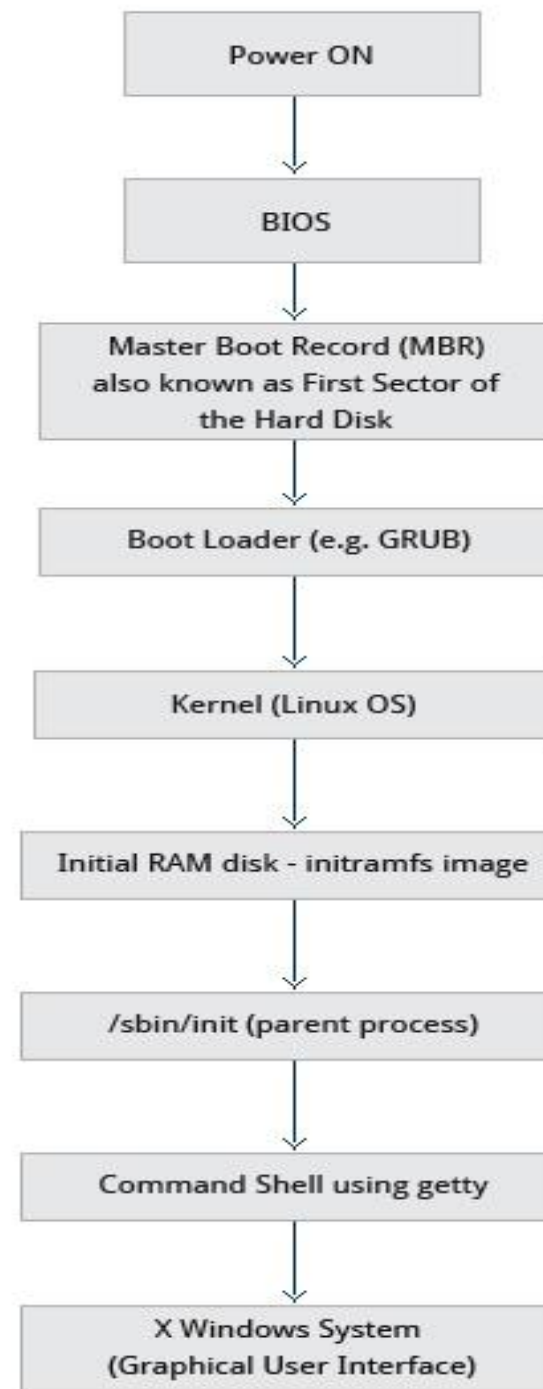 Power ON
BIOS
Master Boot Record (MBR)
also known as First Sector of
the Hard Disk
Boot Loader (e.g. GRUB)
Kernel (Linux OS)
Initial RAM disk - initramfs image
/sbin/init (parent process)
Command Shell using getty
X Windows System
(Graphical User Interface)